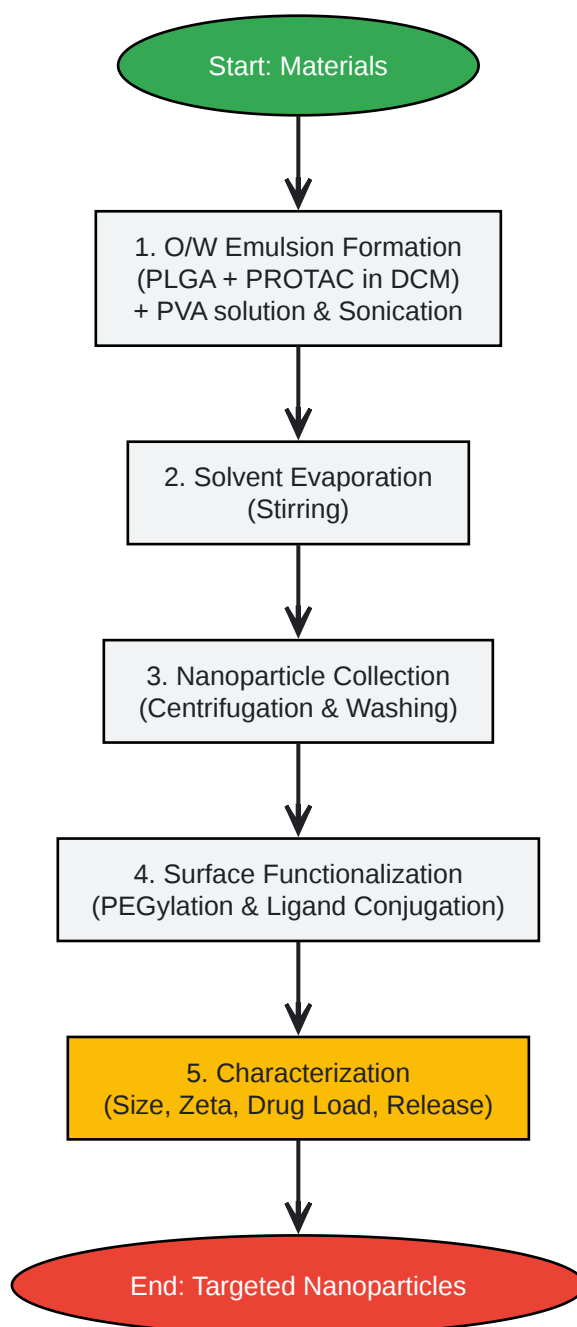 Start: Materials
1. O/W Emulsion Formation
(PLGA + PROTAC in DCM)
+ PVA solution & Sonication
2. Solvent Evaporation
(Stirring)
3. Nanoparticle Collection
(Centrifugation & Washing)
4. Surface Functionalization
(PEGylation & Ligand Conjugation)
5. Characterization
(Size, Zeta, Drug Load, Release)
End: Targeted Nanoparticles